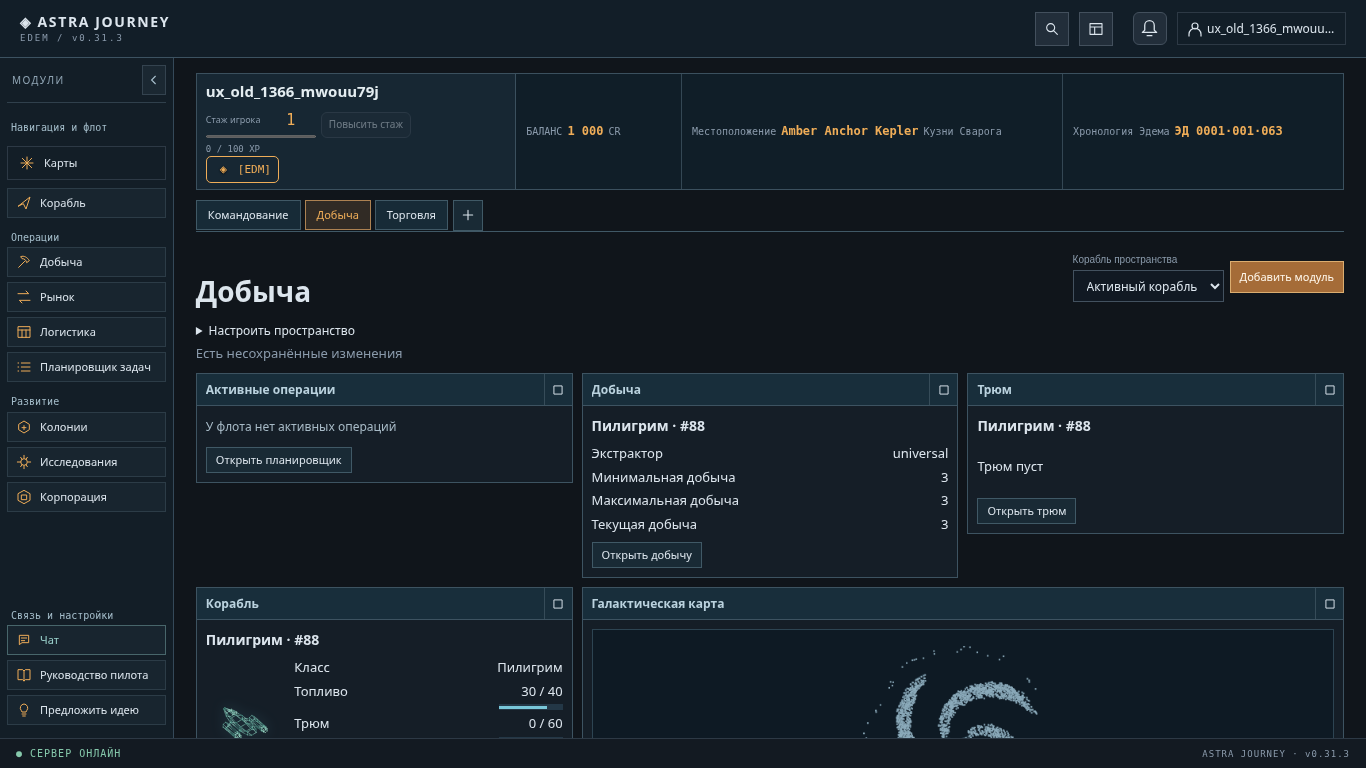 ◈ ASTRA JOURNEY
EDEM / v0.31.3
ux_old_1366_mwouu...
МОДУЛИ
Навигация и флот
Карты
Корабль
Операции
Добыча
Рынок
Логистика
Планировщик задач
Развитие
Колонии
Исследования
Корпорация
Связь и настройки
Чат
Руководство пилота
Предложить идею
ux_old_1366_mwouu79j
Стаж игрока 1 Повысить стаж
0 / 100 XP
◈ [EDM]
БАЛАНС 1 000 CR
Местоположение Amber Anchor Kepler Кузни Сварога
Хронология Эдема ЭД 0001·001·063
Командование Добыча Торговля +
Добыча
Корабль пространства
Активный корабль
Добавить модуль
▶ Настроить пространство
Есть несохранённые изменения
Активные операции
У флота нет активных операций
Открыть планировщик
Добыча
Пилигрим · #88
Экстрактор universal
Минимальная добыча 3
Максимальная добыча 3
Текущая добыча 3
Открыть добычу
Трюм
Пилигрим · #88
Трюм пуст
Открыть трюм
Корабль
Пилигрим · #88
Класс Пилигрим
Топливо 30 / 40
Трюм 0 / 60
Галактическая карта
● СЕРВЕР ОНЛАЙН
ASTRA JOURNEY · v0.31.3